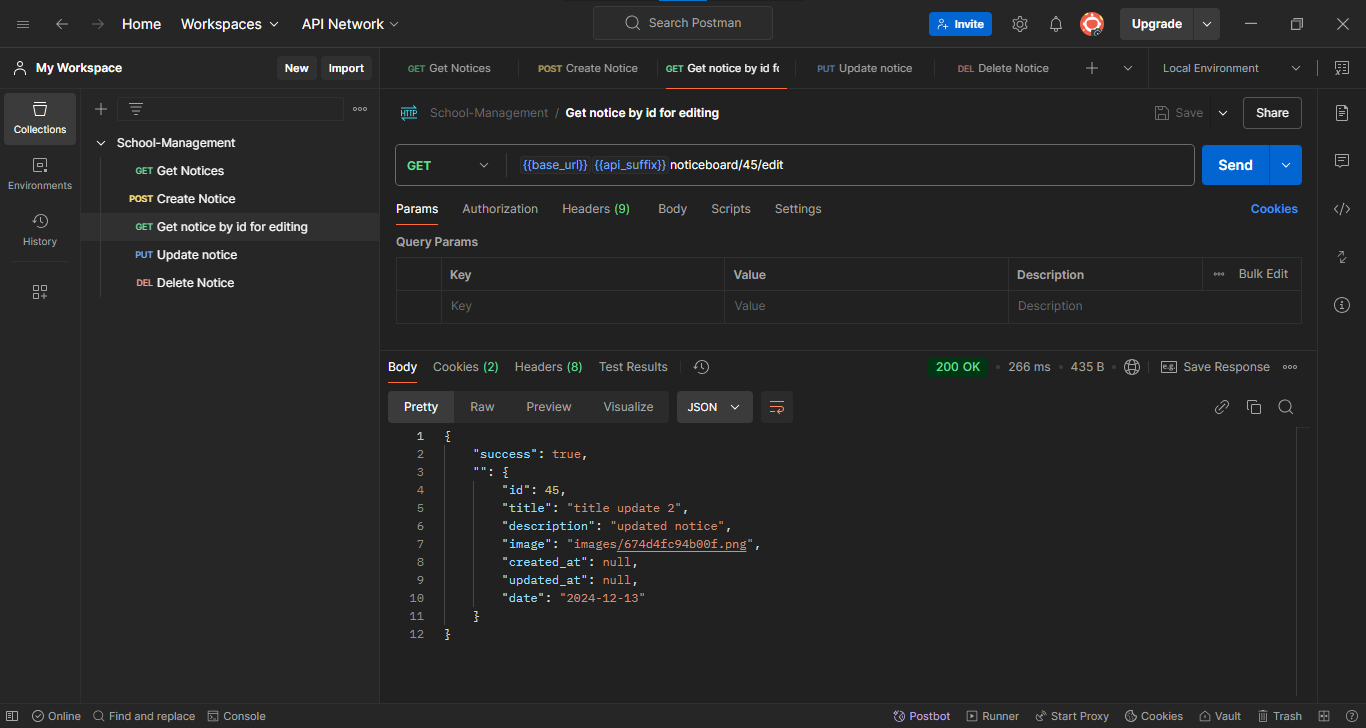 Home Workspaces API Network Search Postman Invite Upgrade
My Workspace New Import GET Get Notices POST Create Notice GET Get notice by id fo PUT Update notice DEL Delete Notice Local Environment
Collections
Environments
History
School-Management
GET Get Notices
POST Create Notice
GET Get notice by id for editing
PUT Update notice
DEL Delete Notice
HTTP School-Management / Get notice by id for editing Save Share
GET {{base_url}} {{api_suffix}} noticeboard/45/edit Send
Params Authorization Headers (9) Body Scripts Settings Cookies
Query Params
Key Value Description Bulk Edit
Key Value Description
Body Cookies (2) Headers (8) Test Results 200 OK 266 ms 435 B e.g. Save Response
Pretty Raw Preview Visualize JSON
1 {
2 "success": true,
3 "": {
4 "id": 45,
5 "title": "title update 2",
6 "description": "updated notice",
7 "image": "images/674d4fc94b00f.png",
8 "created_at": null,
9 "updated_at": null,
10 "date": "2024-12-13"
11 }
12 }
Online Find and replace Console Postbot Runner Start Proxy Cookies Vault Trash